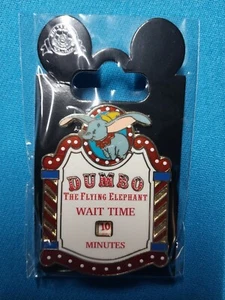 DUMBO
THE FLYING ELEPHANT
WAIT TIME
10
MINUTES